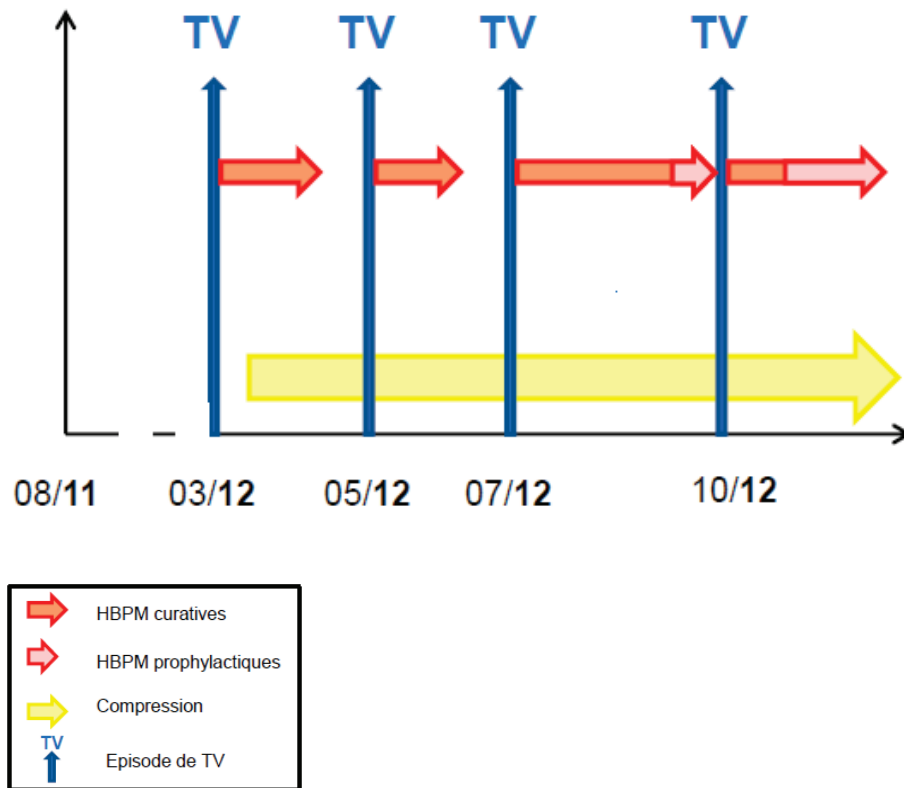 TV TV TV TV
08/11 03/12 05/12 07/12 10/12
HBPM curatives
HBPM prophylactiques
Compression
TV
Episode de TV